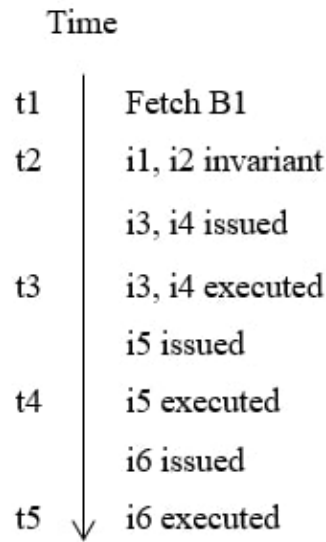 Time
t1 Fetch B1
t2 i1, i2 invariant
i3, i4 issued
t3 i3, i4 executed
i5 issued
t4 i5 executed
i6 issued
t5 i6 executed